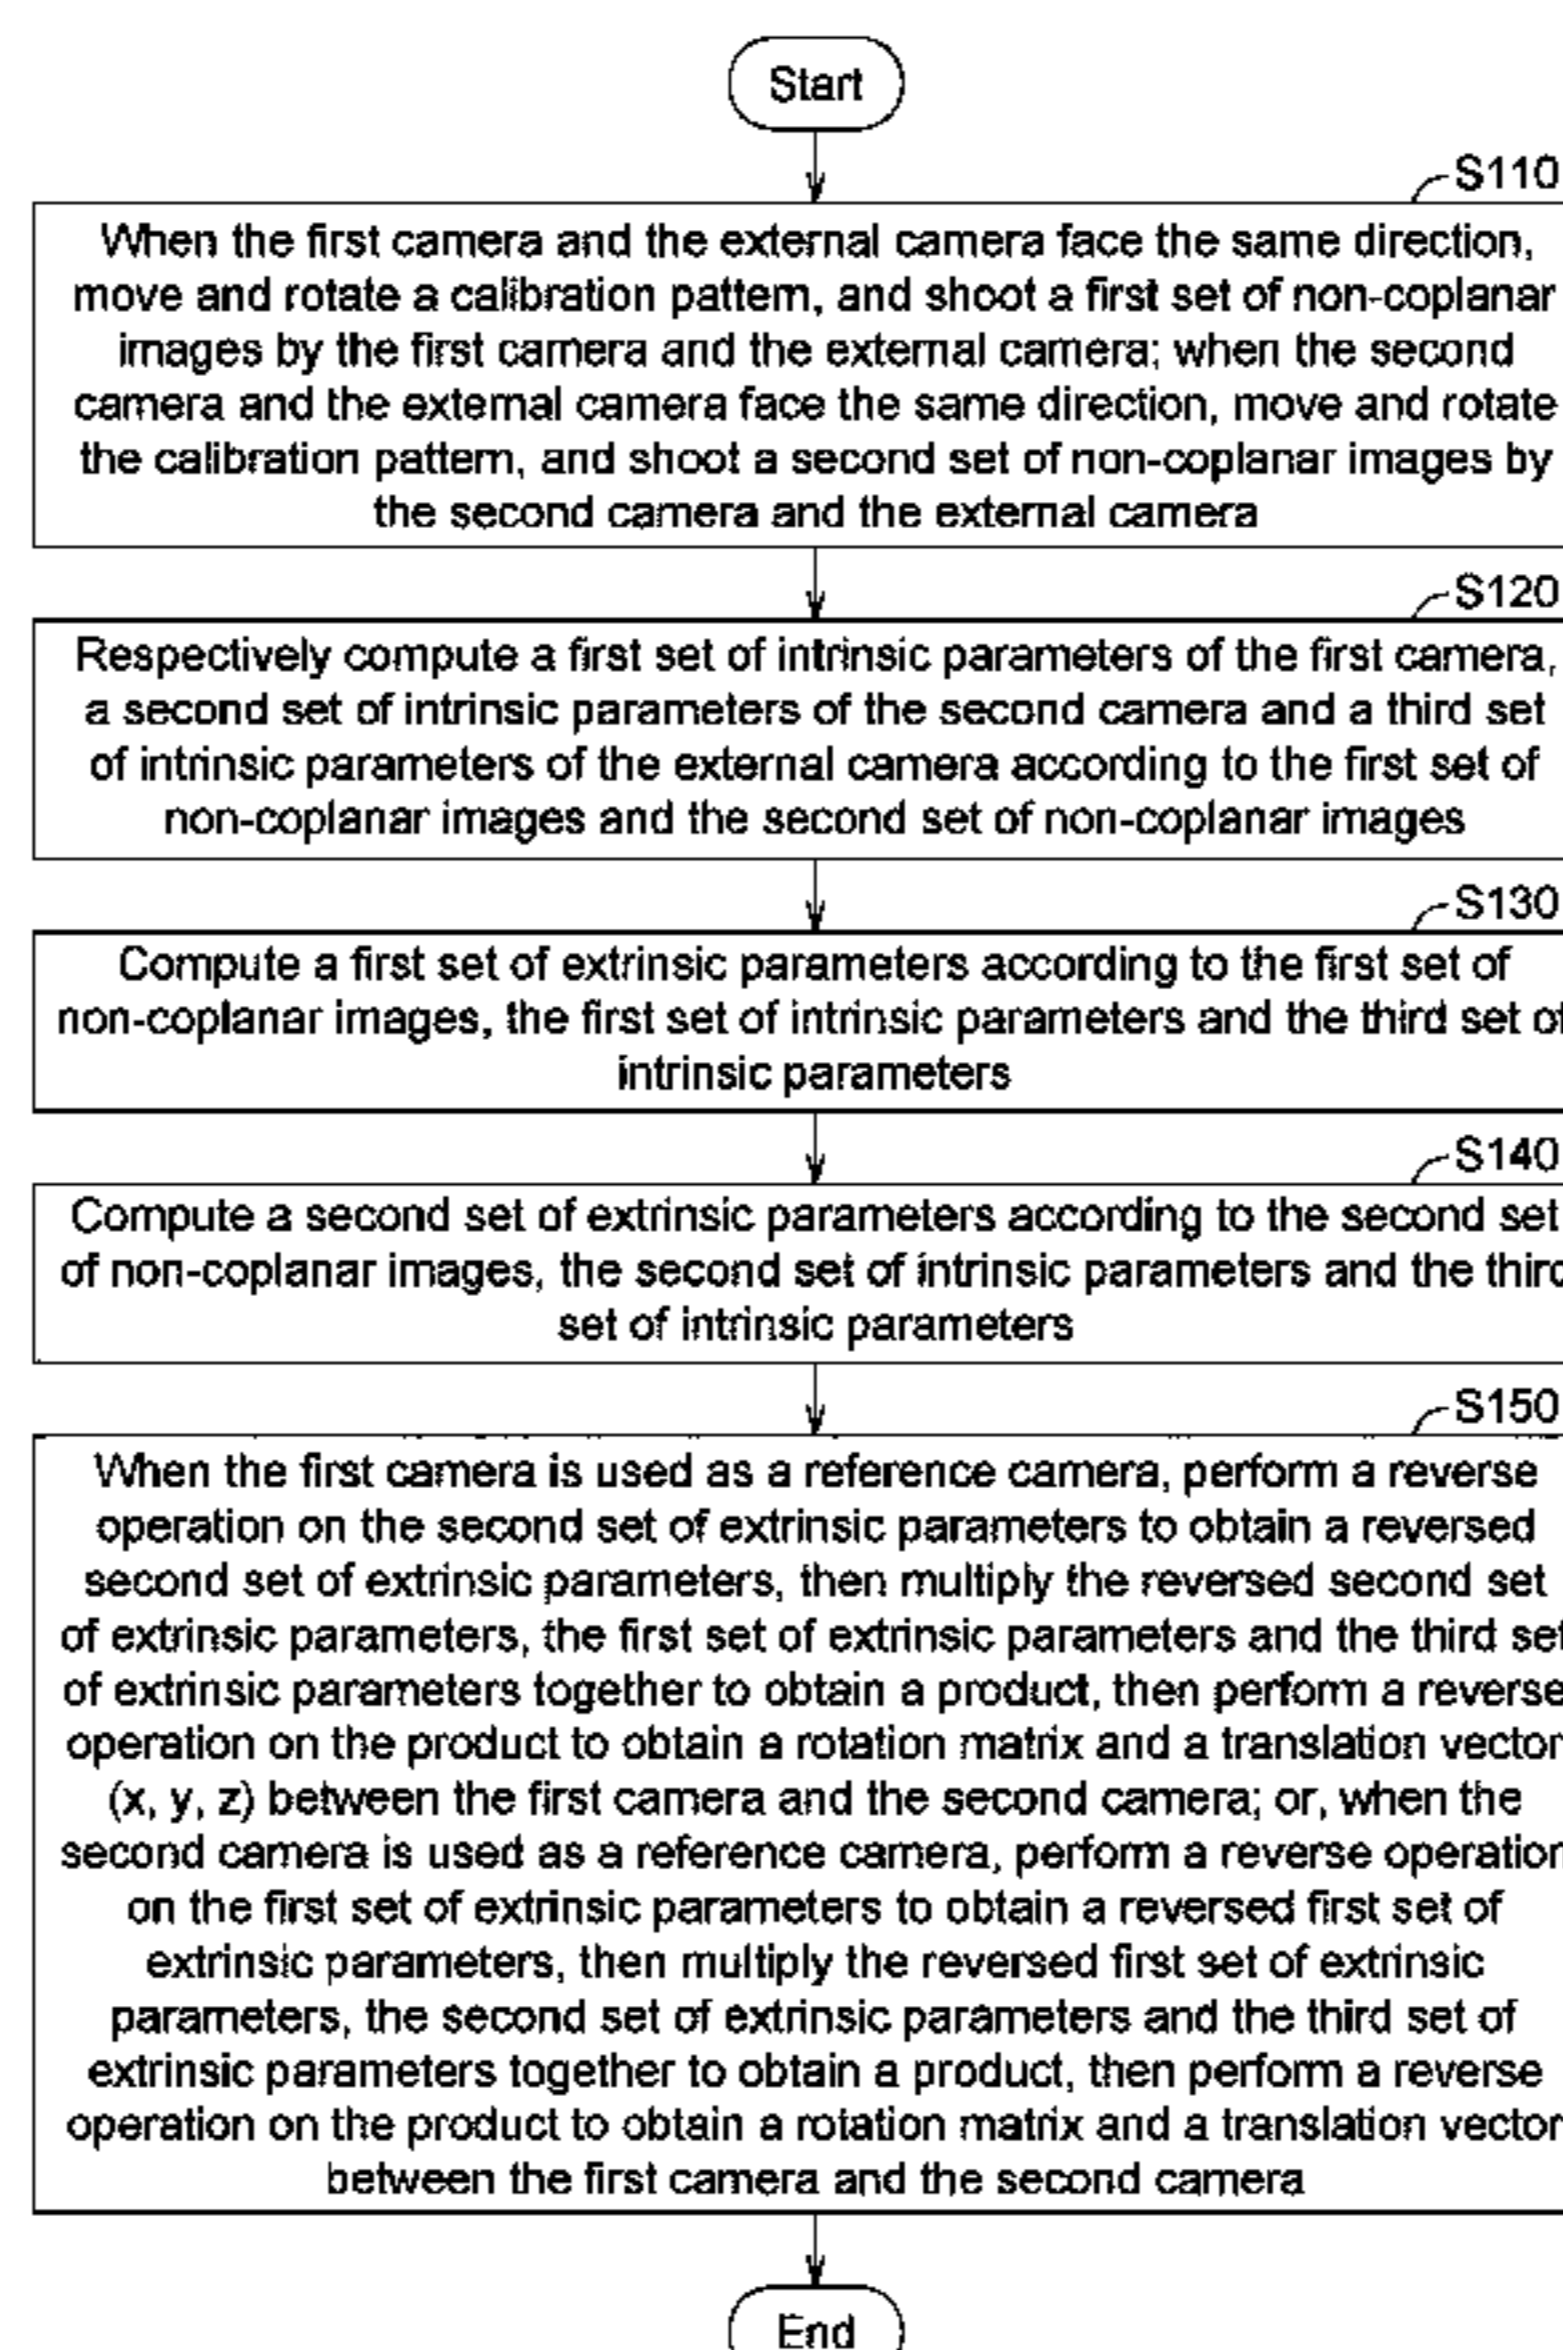 Start
S110
When the first camera and the external camera face the same direction,
move and rotate a calibration pattern, and shoot a first set of non-coplanar
images by the first camera and the external camera; when the second
camera and the external camera face the same direction, move and rotate
the calibration pattern, and shoot a second set of non-coplanar images by
the second camera and the external camera
S120
Respectively compute a first set of intrinsic parameters of the first camera,
a second set of intrinsic parameters of the second camera and a third set
of intrinsic parameters of the external camera according to the first set of
non-coplanar images and the second set of non-coplanar images
S130
Compute a first set of extrinsic parameters according to the first set of
non-coplanar images, the first set of intrinsic parameters and the third set of
intrinsic parameters
S140
Compute a second set of extrinsic parameters according to the second set
of non-coplanar images, the second set of intrinsic parameters and the third
set of intrinsic parameters
S150
When the first camera is used as a reference camera, perform a reverse
operation on the second set of extrinsic parameters to obtain a reversed
second set of extrinsic parameters, then multiply the reversed second set
of extrinsic parameters, the first set of extrinsic parameters and the third set
of extrinsic parameters together to obtain a product, then perform a reverse
operation on the product to obtain a rotation matrix and a translation vector
(x, y, z) between the first camera and the second camera; or, when the
second camera is used as a reference camera, perform a reverse operation
on the first set of extrinsic parameters to obtain a reversed first set of
extrinsic parameters, then multiply the reversed first set of extrinsic
parameters, the second set of extrinsic parameters and the third set of
extrinsic parameters together to obtain a product, then perform a reverse
operation on the product to obtain a rotation matrix and a translation vector
between the first camera and the second camera
End